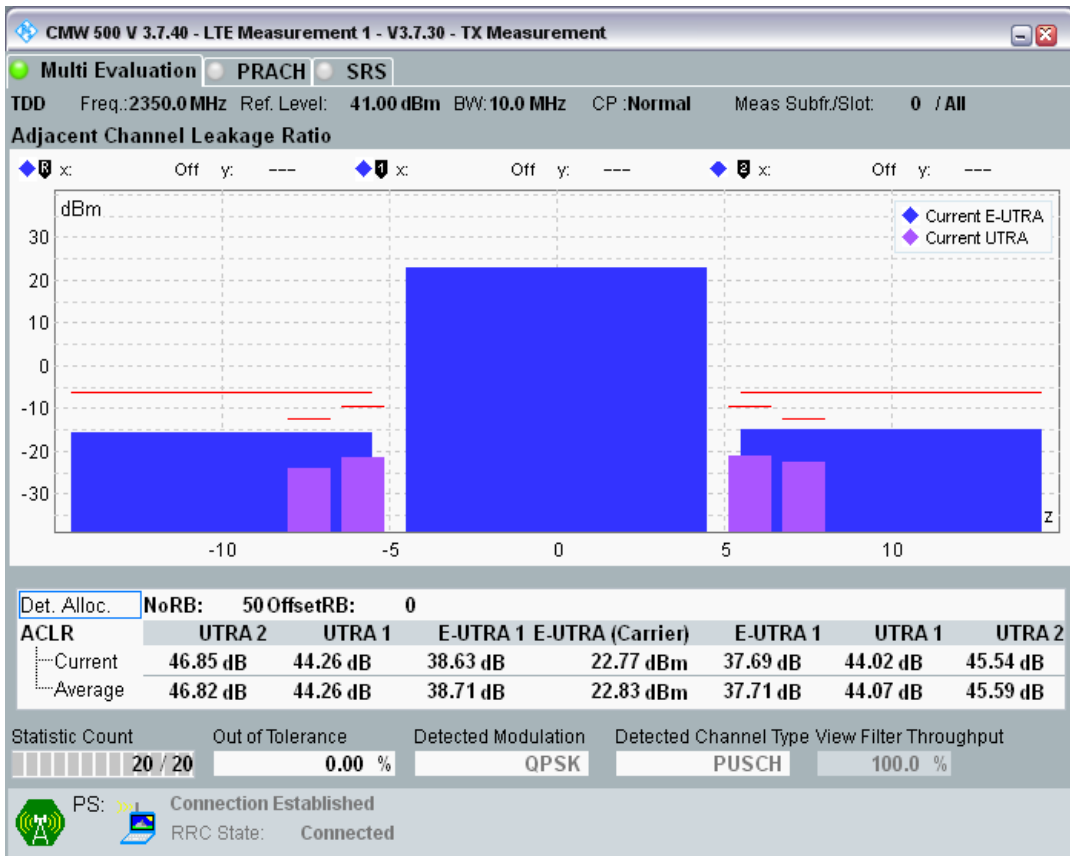 CMW 500 V 3.7.40 - LTE Measurement 1 - V3.7.30 - TX Measurement
Multi Evaluation PRACH SRS
TDD Freq.:2350.0 MHz Ref. Level: 41.00 dBm BW:10.0 MHz CP :Normal Meas Subfr./Slot: 0 / All
Adjacent Channel Leakage Ratio
R x: Off y: --- 1 x: Off y: --- 2 x: Off y: ---
dBm
Current E-UTRA
Current UTRA
30
20
10
0
-10
-20
-30
z
-10 -5 0 5 10
Det. Alloc. NoRB: 50 OffsetRB: 0
ACLR UTRA 2 UTRA 1 E-UTRA 1 E-UTRA (Carrier) E-UTRA 1 UTRA 1 UTRA 2
Current 46.85 dB 44.26 dB 38.63 dB 22.77 dBm 37.69 dB 44.02 dB 45.54 dB
Average 46.82 dB 44.26 dB 38.71 dB 22.83 dBm 37.71 dB 44.07 dB 45.59 dB
Statistic Count Out of Tolerance Detected Modulation Detected Channel Type View Filter Throughput
20 / 20 0.00 % QPSK PUSCH 100.0 %
PS: Connection Established
RRC State: Connected